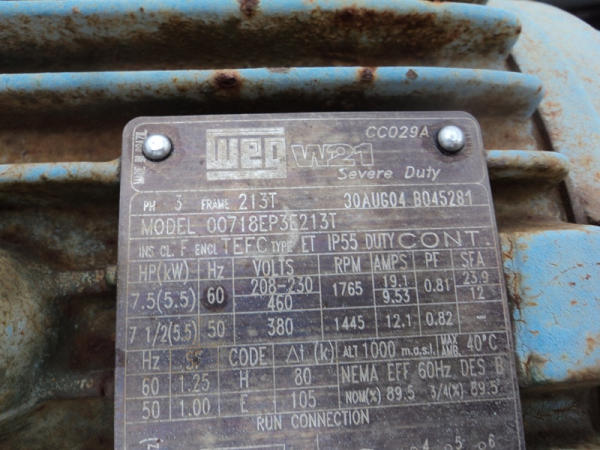 CC029A
WEG W21
Severe Duty
PH 3 FRAME 213T 30AUG04 B045281
MODEL 00718EP3E213T
INS CL. F ENCL TEFC TYPE ET IP55 DUTY CONT.
HP(kW) Hz VOLTS RPM AMPS PF SFA
7.5(5.5) 60 208-230 1765 19.1 0.81 23.9
460 9.53 12
7 1/2(5.5) 50 380 1445 12.1 0.82 -
Hz SF CODE Δt (k) ALT 1000 m.a.s.l. MAX AMB. 40°C
60 1.25 H 80 NEMA EFF 60Hz DES B
50 1.00 E 105 NOM(%) 89.5 3/4(%) 89.5
RUN CONNECTION